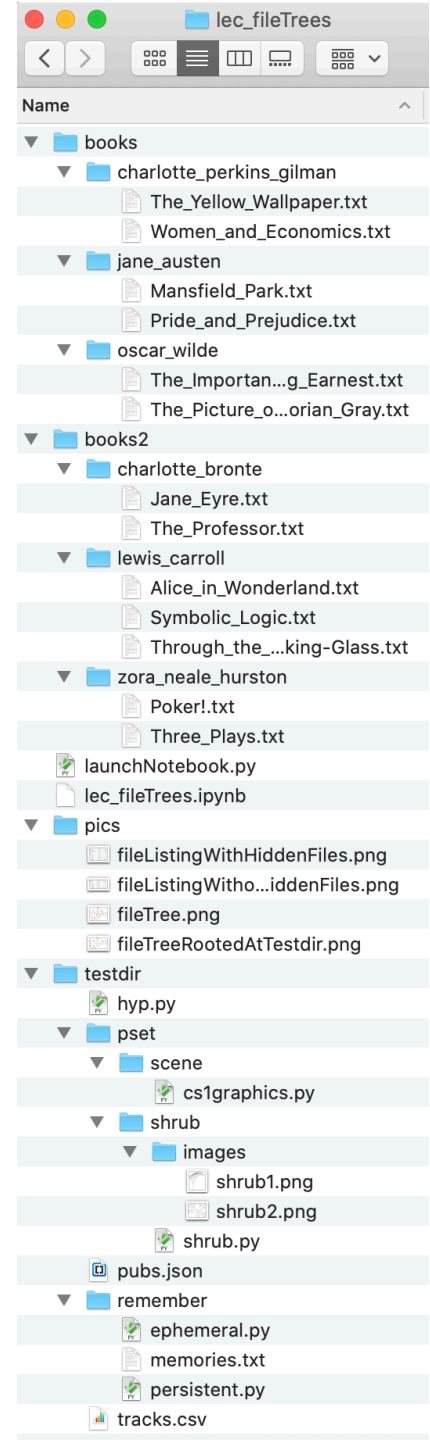 lec_fileTrees
Name
books
charlotte_perkins_gilman
The_Yellow_Wallpaper.txt
Women_and_Economics.txt
jane_austen
Mansfield_Park.txt
Pride_and_Prejudice.txt
oscar_wilde
The_Importan...g_Earnest.txt
The_Picture_o...orian_Gray.txt
books2
charlotte_bronte
Jane_Eyre.txt
The_Professor.txt
lewis_carroll
Alice_in_Wonderland.txt
Symbolic_Logic.txt
Through_the_...king-Glass.txt
zora_neale_hurston
Poker!.txt
Three_Plays.txt
launchNotebook.py
lec_fileTrees.ipynb
pics
fileListingWithHiddenFiles.png
fileListingWitho...iddenFiles.png
fileTree.png
fileTreeRootedAtTestdir.png
testdir
hyp.py
pset
scene
cs1graphics.py
shrub
images
shrub1.png
shrub2.png
shrub.py
pubs.json
remember
ephemeral.py
memories.txt
persistent.py
tracks.csv